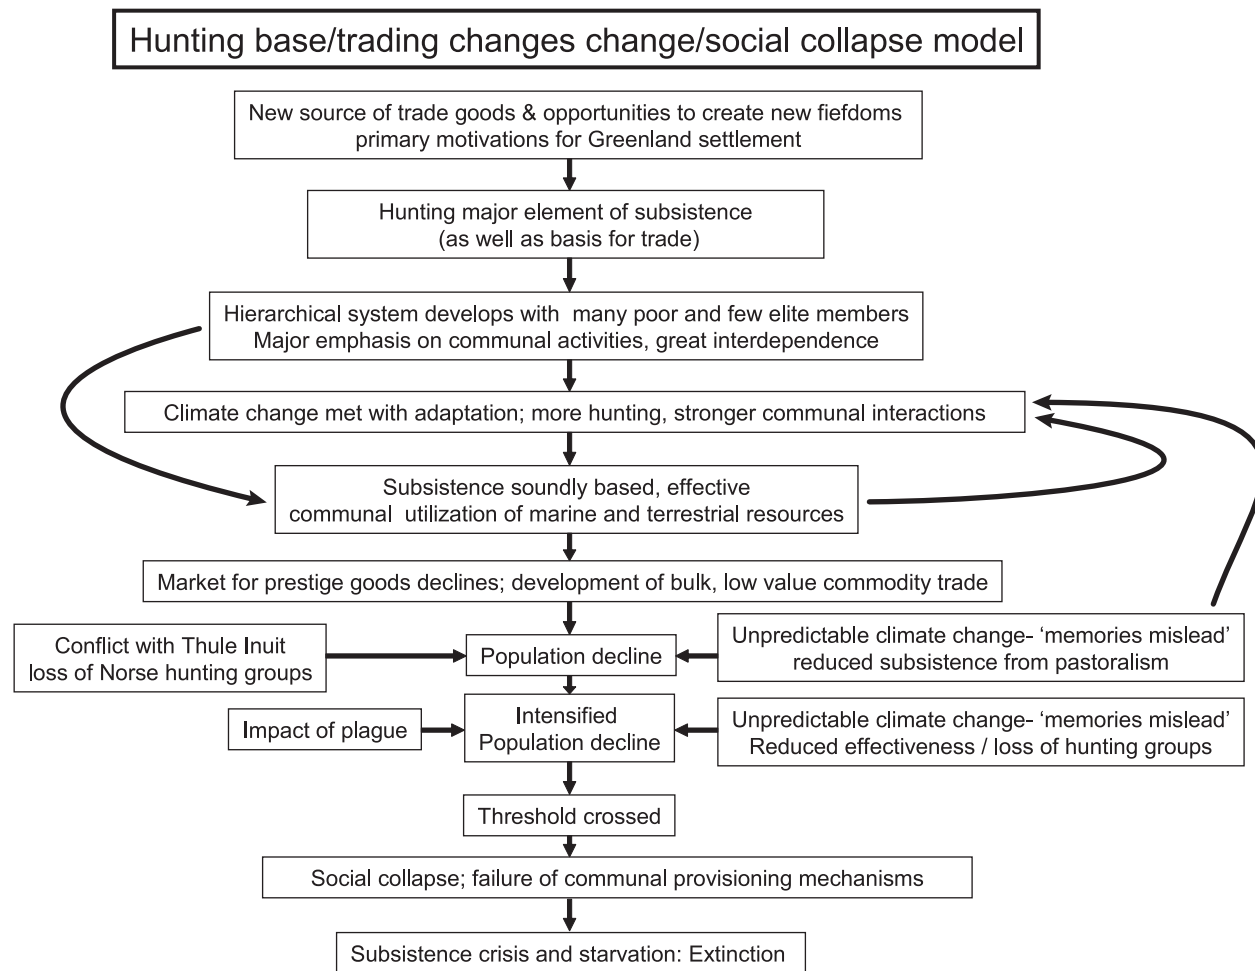 Hunting base/trading changes change/social collapse model
New source of trade goods & opportunities to create new fiefdoms
primary motivations for Greenland settlement
Hunting major element of subsistence
(as well as basis for trade)
Hierarchical system develops with many poor and few elite members
Major emphasis on communal activities, great interdependence
Climate change met with adaptation; more hunting, stronger communal interactions
Subsistence soundly based, effective
communal utilization of marine and terrestrial resources
Market for prestige goods declines; development of bulk, low value commodity trade
Conflict with Thule Inuit
loss of Norse hunting groups
Population decline
Unpredictable climate change- ‘memories mislead’
reduced subsistence from pastoralism
Impact of plague
Intensified
Population decline
Unpredictable climate change- ‘memories mislead’
Reduced effectiveness / loss of hunting groups
Threshold crossed
Social collapse; failure of communal provisioning mechanisms
Subsistence crisis and starvation: Extinction